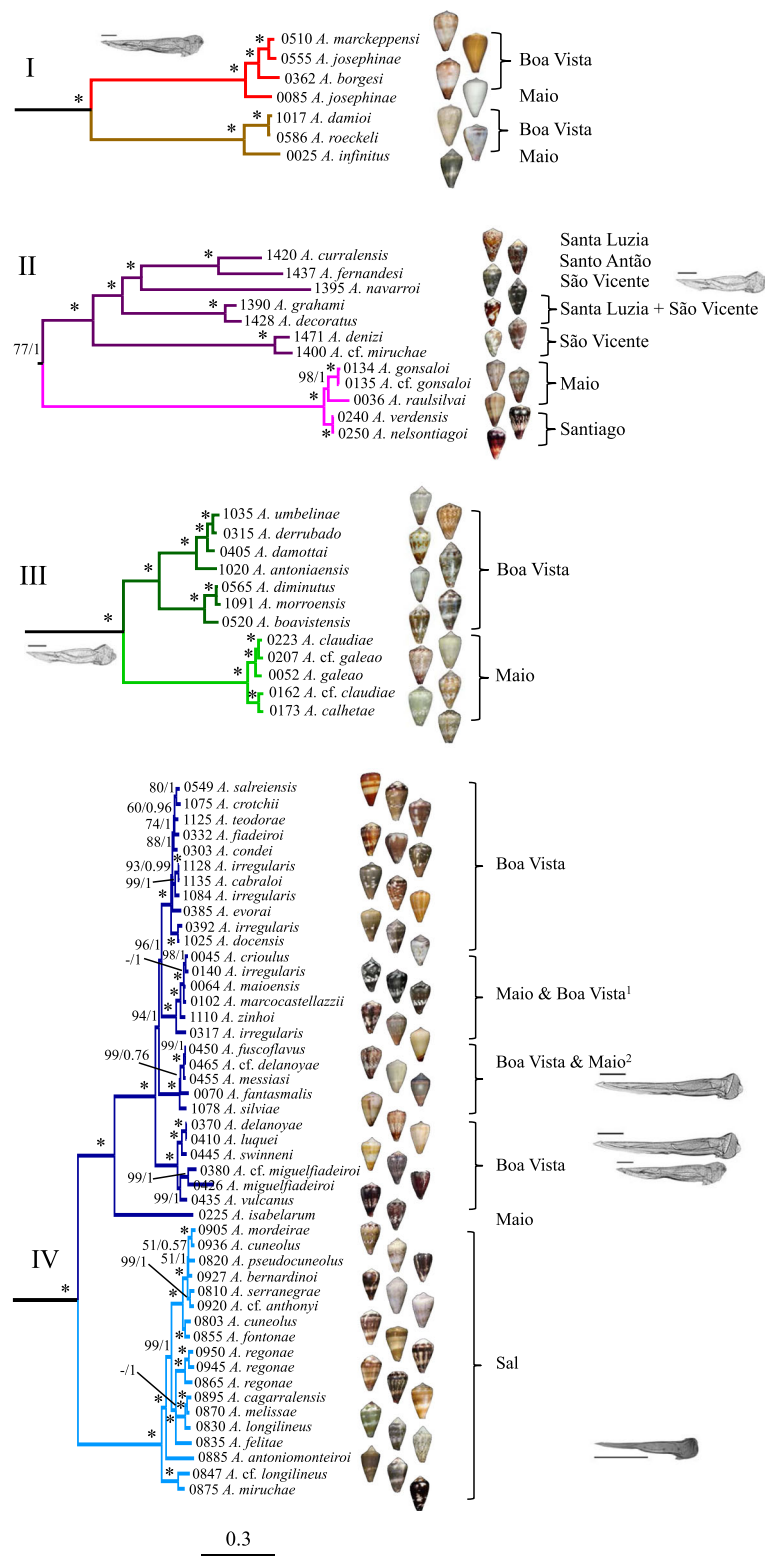 I
*
*
*
*
*
*
0510 A. marckeppensi
0555 A. josephinae
0362 A. borgesi
0085 A. josephinae
1017 A. damioi
0586 A. roeckeli
0025 A. infinitus
Boa Vista
Maio
Boa Vista
Maio
II
77/1
*
*
*
*
*
*
98/1
*
*
1420 A. curralensis
1437 A. fernandesi
1395 A. navarroi
1390 A. grahami
1428 A. decoratus
1471 A. denizi
1400 A. cf. miruchae
0134 A. gonsaloi
0135 A. cf. gonsaloi
0036 A. raulsilvai
0240 A. verdensis
0250 A. nelsontiagoi
Santa Luzia
Santo Antão
São Vicente
Santa Luzia + São Vicente
São Vicente
Maio
Santiago
III
*
*
*
*
*
*
*
*
*
*
*
1035 A. umbelinae
0315 A. derrubado
0405 A. damottai
1020 A. antoniaensis
0565 A. diminutus
1091 A. morroensis
0520 A. boavistensis
0223 A. claudiae
0207 A. cf. galeao
0052 A. galeao
0162 A. cf. claudiae
0173 A. calhetae
Boa Vista
Maio
IV
80/1 0549 A. salreiensis
60/0.96 1075 A. crotchii
74/1 1125 A. teodorae
88/1 0332 A. fiadeiroi
0303 A. condei
93/0.99 * 1128 A. irregularis
99/1 1135 A. cabraloi
* 1084 A. irregularis
0385 A. evorai
0392 A. irregularis
96/1 * 1025 A. docensis
-/1 98/1 0045 A. crioulus
* 0140 A. irregularis
* 0064 A. maioensis
* 0102 A. marcocastellazzii
94/1 1110 A. zinhoi
0317 A. irregularis
99/0.76 99/1 0450 A. fuscoflavus
* 0465 A. cf. delanoyae
0455 A. messiasi
* 0070 A. fantasmalis
1078 A. silviae
* 0370 A. delanoyae
* 0410 A. luquei
* * 0445 A. swinneni
0380 A. cf. miguelfiadeiroi
99/1 0426 A. miguelfiadeiroi
99/1 0435 A. vulcanus
0225 A. isabelarum
* 0905 A. mordeirae
51/0.57 0936 A. cuneolus
51/1 0820 A. pseudocuneolus
99/1 * 0927 A. bernardinoi
* 0810 A. serranegrae
0920 A. cf. anthonyi
0803 A. cuneolus
* 0855 A. fontonae
99/1 * 0950 A. regonae
* 0945 A. regonae
-/1 0865 A. regonae
* * 0895 A. cagarralensis
* * 0870 A. melissae
0830 A. longilineus
* 0835 A. felitae
0885 A. antoniomonteiroi
* 0847 A. cf. longilineus
0875 A. miruchae
Boa Vista
Maio & Boa Vista¹
Boa Vista & Maio²
Boa Vista
Maio
Sal
0.3